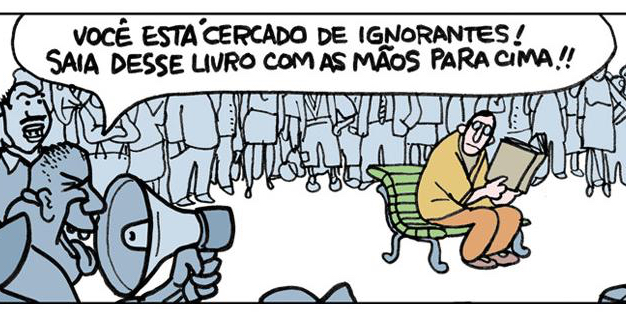 VOCÊ ESTÁ CERCADO DE IGNORANTES!
SAIA DESSE LIVRO COM AS MÃOS PARA CIMA!!